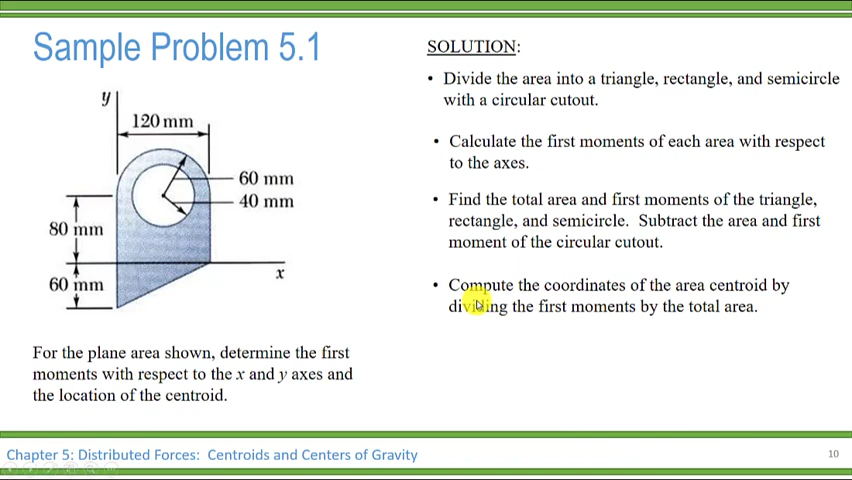 Sample Problem 5.1
y
120 mm
60 mm
40 mm
80 mm
60 mm
x
For the plane area shown, determine the first
moments with respect to the x and y axes and
the location of the centroid.
SOLUTION:
• Divide the area into a triangle, rectangle, and semicircle
with a circular cutout.
• Calculate the first moments of each area with respect
to the axes.
• Find the total area and first moments of the triangle,
rectangle, and semicircle. Subtract the area and first
moment of the circular cutout.
• Compute the coordinates of the area centroid by
dividing the first moments by the total area.
Chapter 5: Distributed Forces: Centroids and Centers of Gravity
10